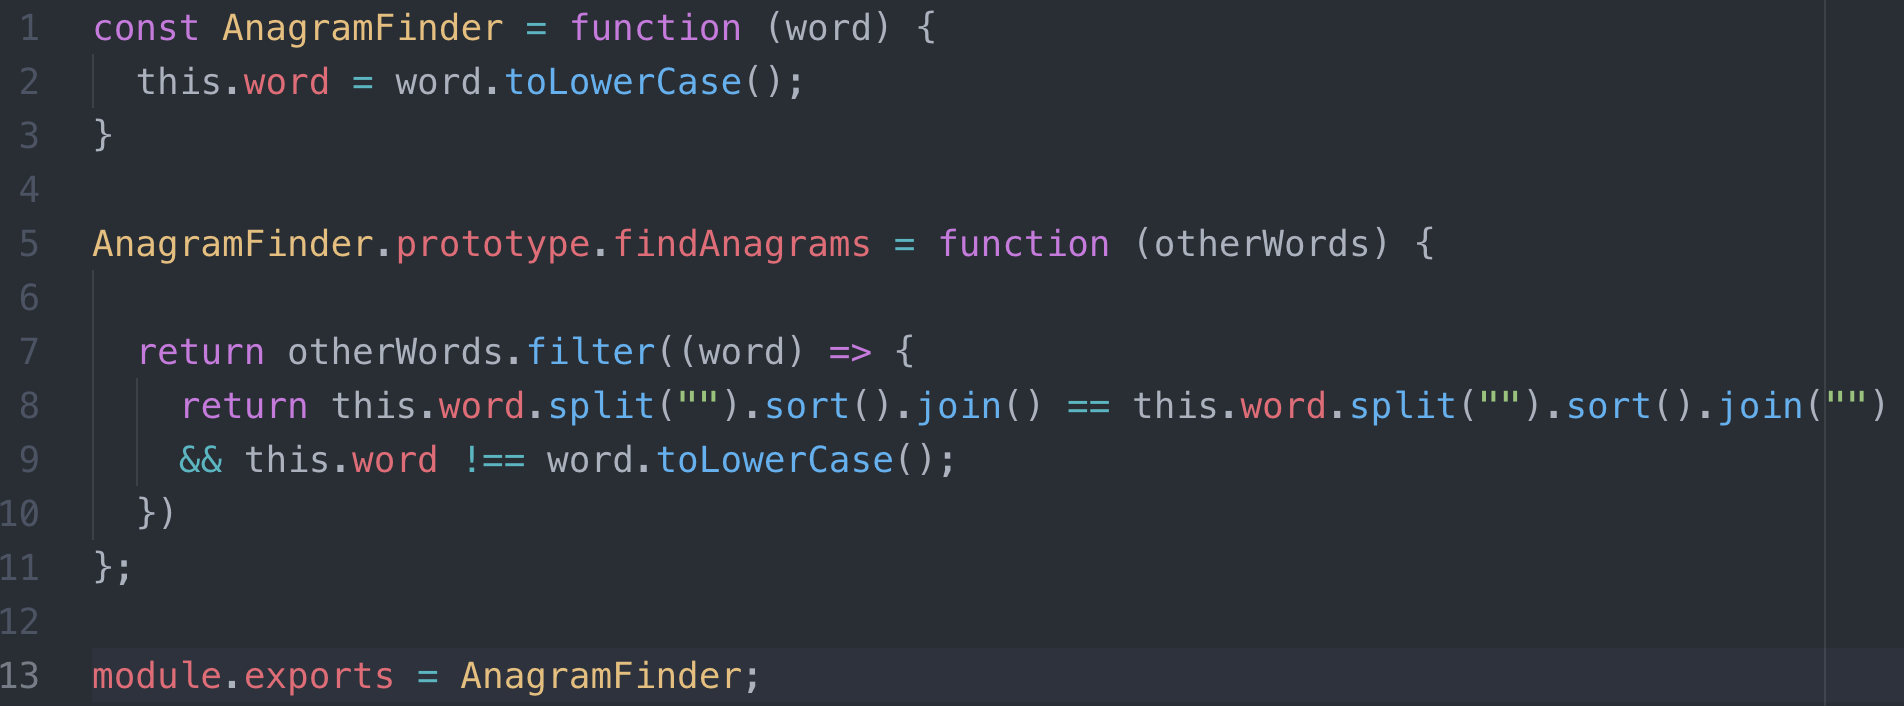 1 const AnagramFinder = function (word) {
2   this.word = word.toLowerCase();
3 }
4
5 AnagramFinder.prototype.findAnagrams = function (otherWords) {
6
7   return otherWords.filter((word) => {
8     return this.word.split("").sort().join() == this.word.split("").sort().join("")
9     && this.word !== word.toLowerCase();
10   })
11 };
12
13 module.exports = AnagramFinder;